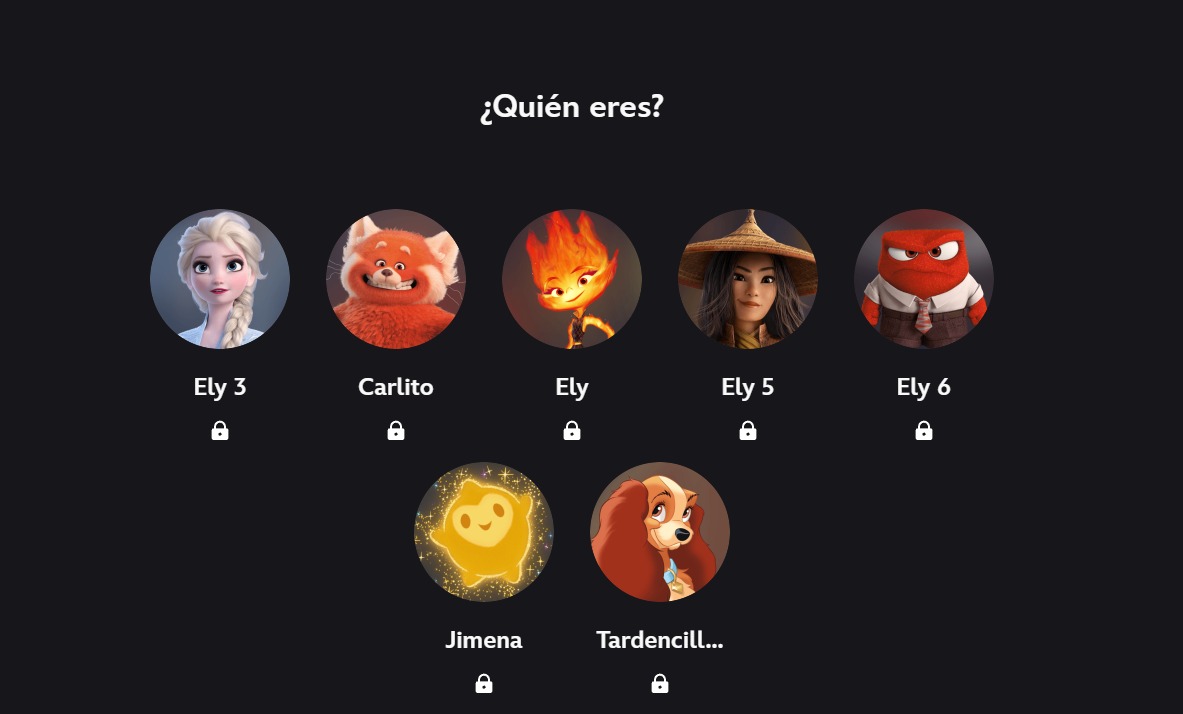 ¿Quién eres?
Ely 3
Carlito
Ely
Ely 5
Ely 6
Jimena
Tardencill...